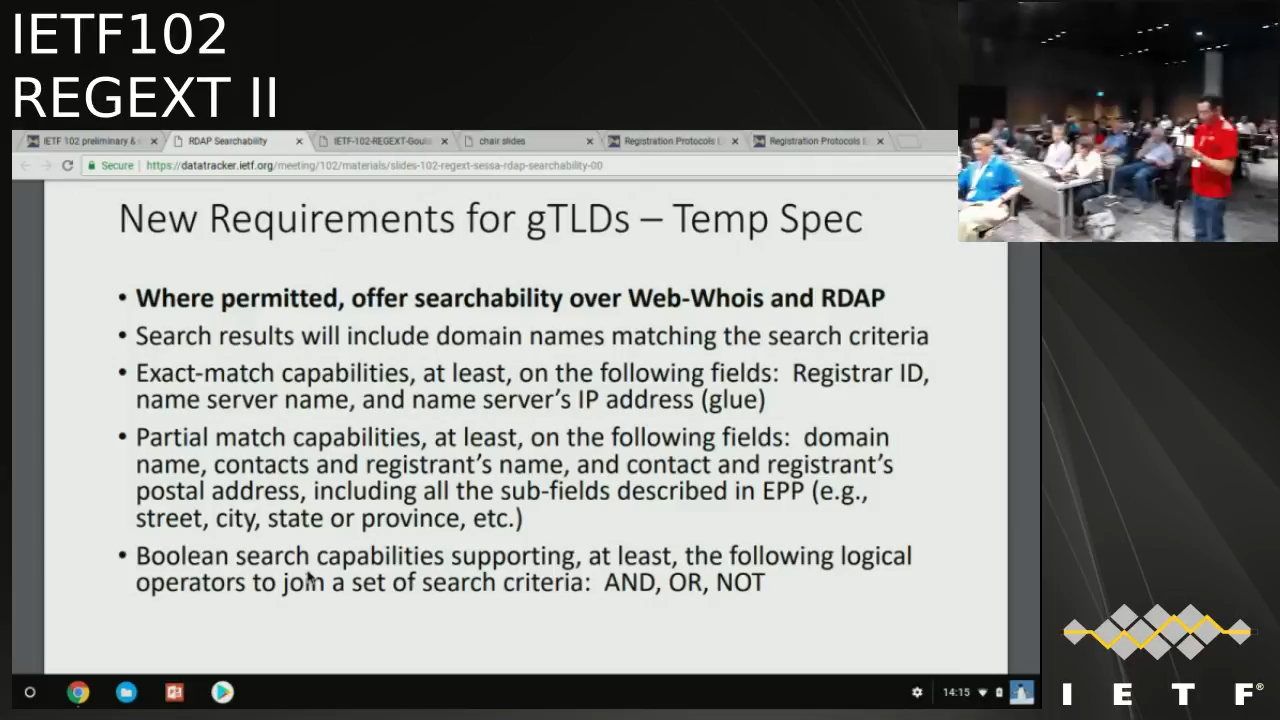 IETF102
REGEXT II
IETF 102 preliminary &
RDAP Searchability
IETF-102-REGEXT-Goul
chair slides
Registration Protocols E
Registration Protocols E
Secure
https://datatracker.ietf.org/meeting/102/materials/slides-102-regext-sessa-rdap-searchability-00
New Requirements for gTLDs – Temp Spec
• Where permitted, offer searchability over Web-Whois and RDAP
• Search results will include domain names matching the search criteria
• Exact-match capabilities, at least, on the following fields: Registrar ID,
name server name, and name server's IP address (glue)
• Partial match capabilities, at least, on the following fields: domain
name, contacts and registrant's name, and contact and registrant's
postal address, including all the sub-fields described in EPP (e.g.,
street, city, state or province, etc.)
• Boolean search capabilities supporting, at least, the following logical
operators to join a set of search criteria: AND, OR, NOT
14:15
I E T F®